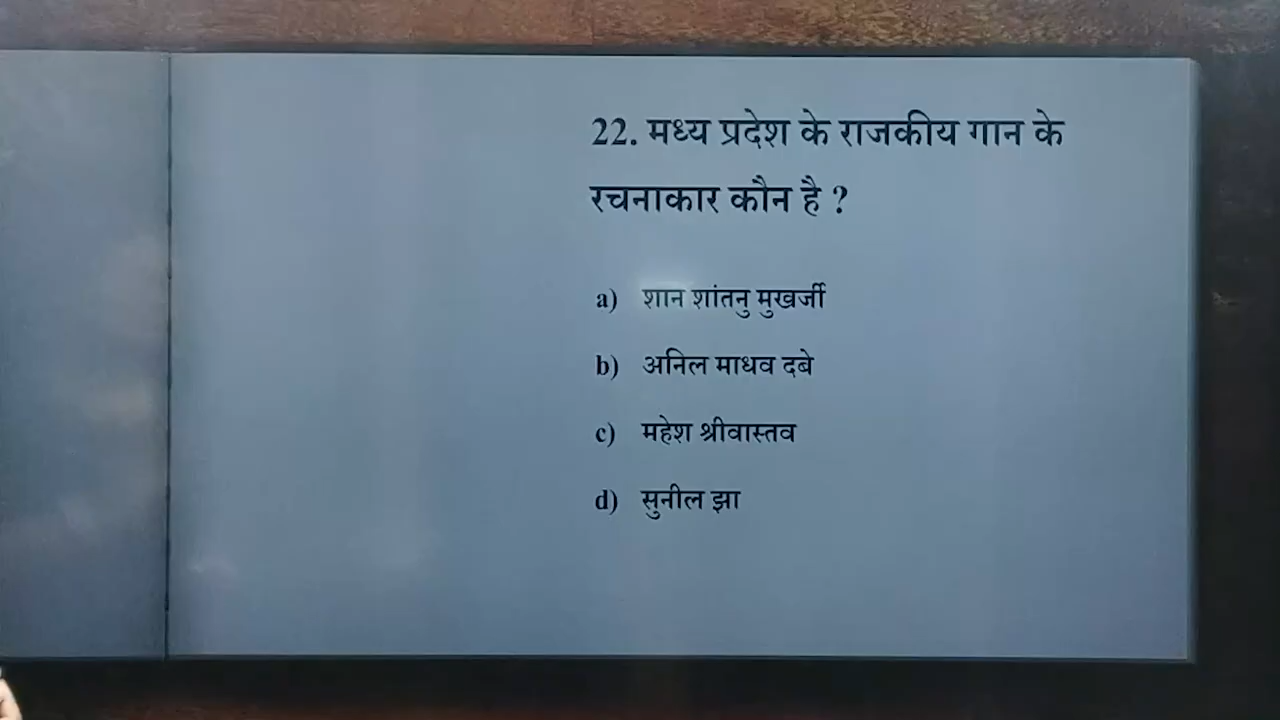 22. मध्य प्रदेश के राजकीय गान के
रचनाकार कौन है ?
a) शान शांतनु मुखर्जी
b) अनिल माधव दबे
c) महेश श्रीवास्तव
d) सुनील झा